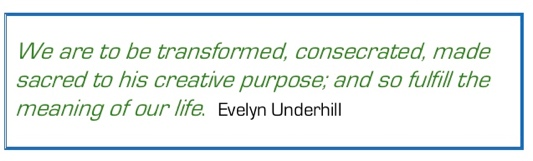 We are to be transformed, consecrated, made
sacred to his creative purpose; and so fulfill the
meaning of our life. Evelyn Underhill